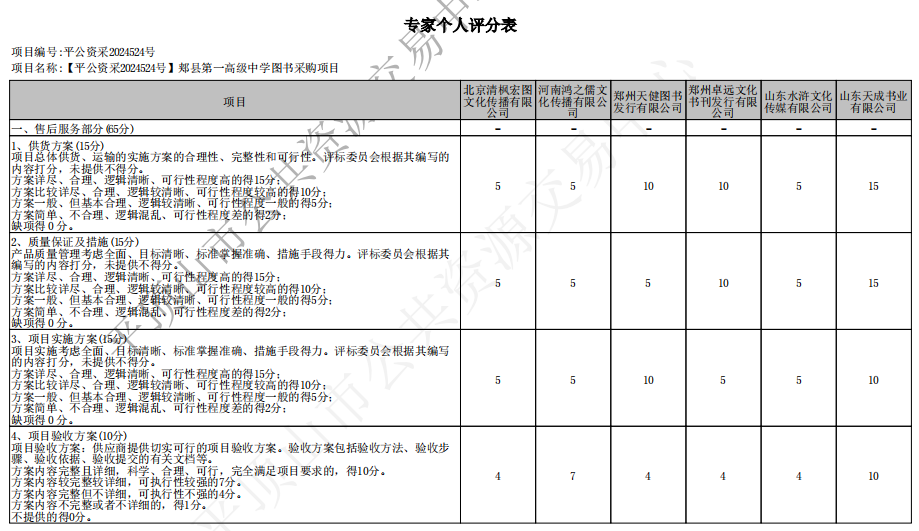 专家个人评分表
项目编号:平公资采2024524号
项目名称:【平公资采2024524号】郏县第一高级中学图书采购项目
项目
北京清枫宏图
文化传播有限
公司
河南鸿之儒文
化传播有限公
司
郑州天健图书
发行有限公司
郑州卓远文化
书刊发行有限
公司
山东水浒文化
传媒有限公司
山东天成书业
有限公司
一、售后服务部分(65分) - - - - - -
1、供货方案(15分)
项目总体供货、运输的实施方案的合理性、完整性和可行性。评标委员会根据其编写的
内容打分，未提供不得分。
方案详尽、合理、逻辑清晰、可行性程度高的得15分；
方案比较详尽、合理、逻辑较清晰、可行性程度较高的得10分；
方案一般、但基本合理、逻辑较清晰、可行性程度一般的得5分；
方案简单、不合理、逻辑混乱、可行性程度差的得2分；
缺项得 0 分。
5 5 10 10 5 15
2、质量保证及措施(15分)
产品质量管理考虑全面、目标清晰、标准掌握准确、措施手段得力。评标委员会根据其
编写的内容打分，未提供不得分。
方案详尽、合理、逻辑清晰、可行性程度高的得15分；
方案比较详尽、合理、逻辑较清晰、可行性程度较高的得10分；
方案一般、但基本合理、逻辑较清晰、可行性程度一般的得5分；
方案简单、不合理、逻辑混乱、可行性程度差的得2分；
缺项得 0 分。
5 5 5 10 5 15
3、项目实施方案(15分)
项目实施考虑全面、目标清晰、标准掌握准确、措施手段得力。评标委员会根据其编写
的内容打分，未提供不得分。
方案详尽、合理、逻辑清晰、可行性程度高的得15分；
方案比较详尽、合理、逻辑较清晰、可行性程度较高的得10分；
方案一般、但基本合理、逻辑较清晰、可行性程度一般的得5分；
方案简单、不合理、逻辑混乱、可行性程度差的得2分；
缺项得 0 分。
5 5 10 5 5 10
4、项目验收方案(10分)
项目验收方案：供应商提供切实可行的项目验收方案。验收方案包括验收方法、验收步
骤、验收依据、验收提交的有关文档等。
方案内容完整且详细，科学、合理、可行，完全满足项目要求的，得10分。
方案内容较完整较详细，可执行性较强的7分。
方案内容完整但不详细，可执行性不强的4分。
方案内容不完整或者不详细的，得1分。
不提供的得0分。
4 7 4 4 4 10
平顶山市公共资源交易中
平顶山市公共资源交易中心